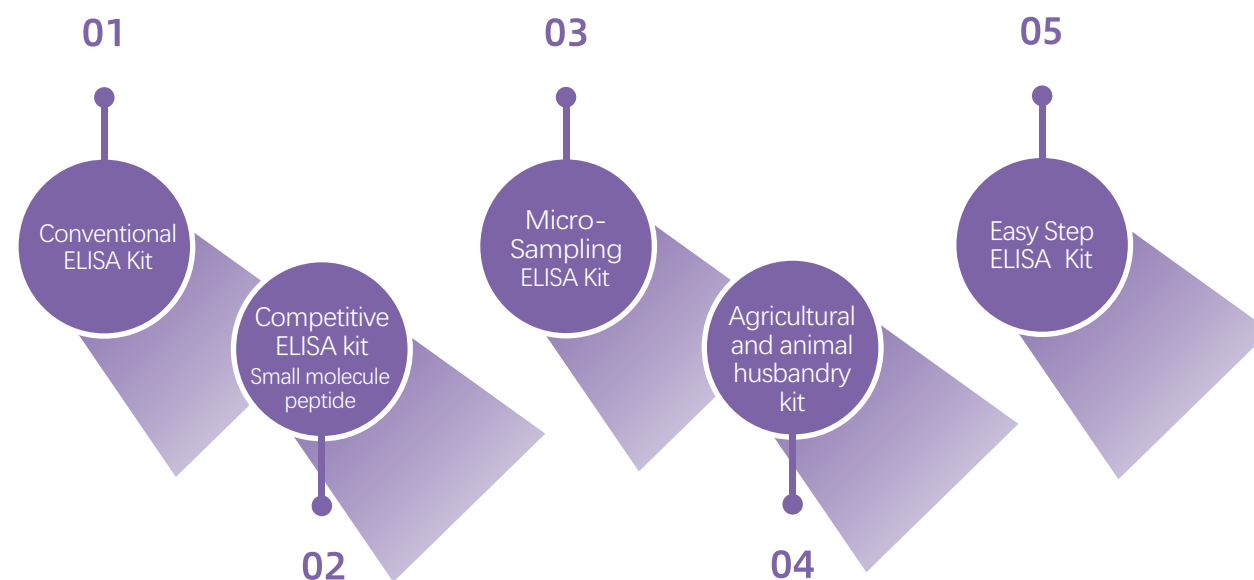 01
Conventional
ELISA Kit
02
Competitive
ELISA kit
Small molecule
peptide
03
Micro-
Sampling
ELISA Kit
04
Agricultural
and animal
husbandry
kit
05
Easy Step
ELISA Kit